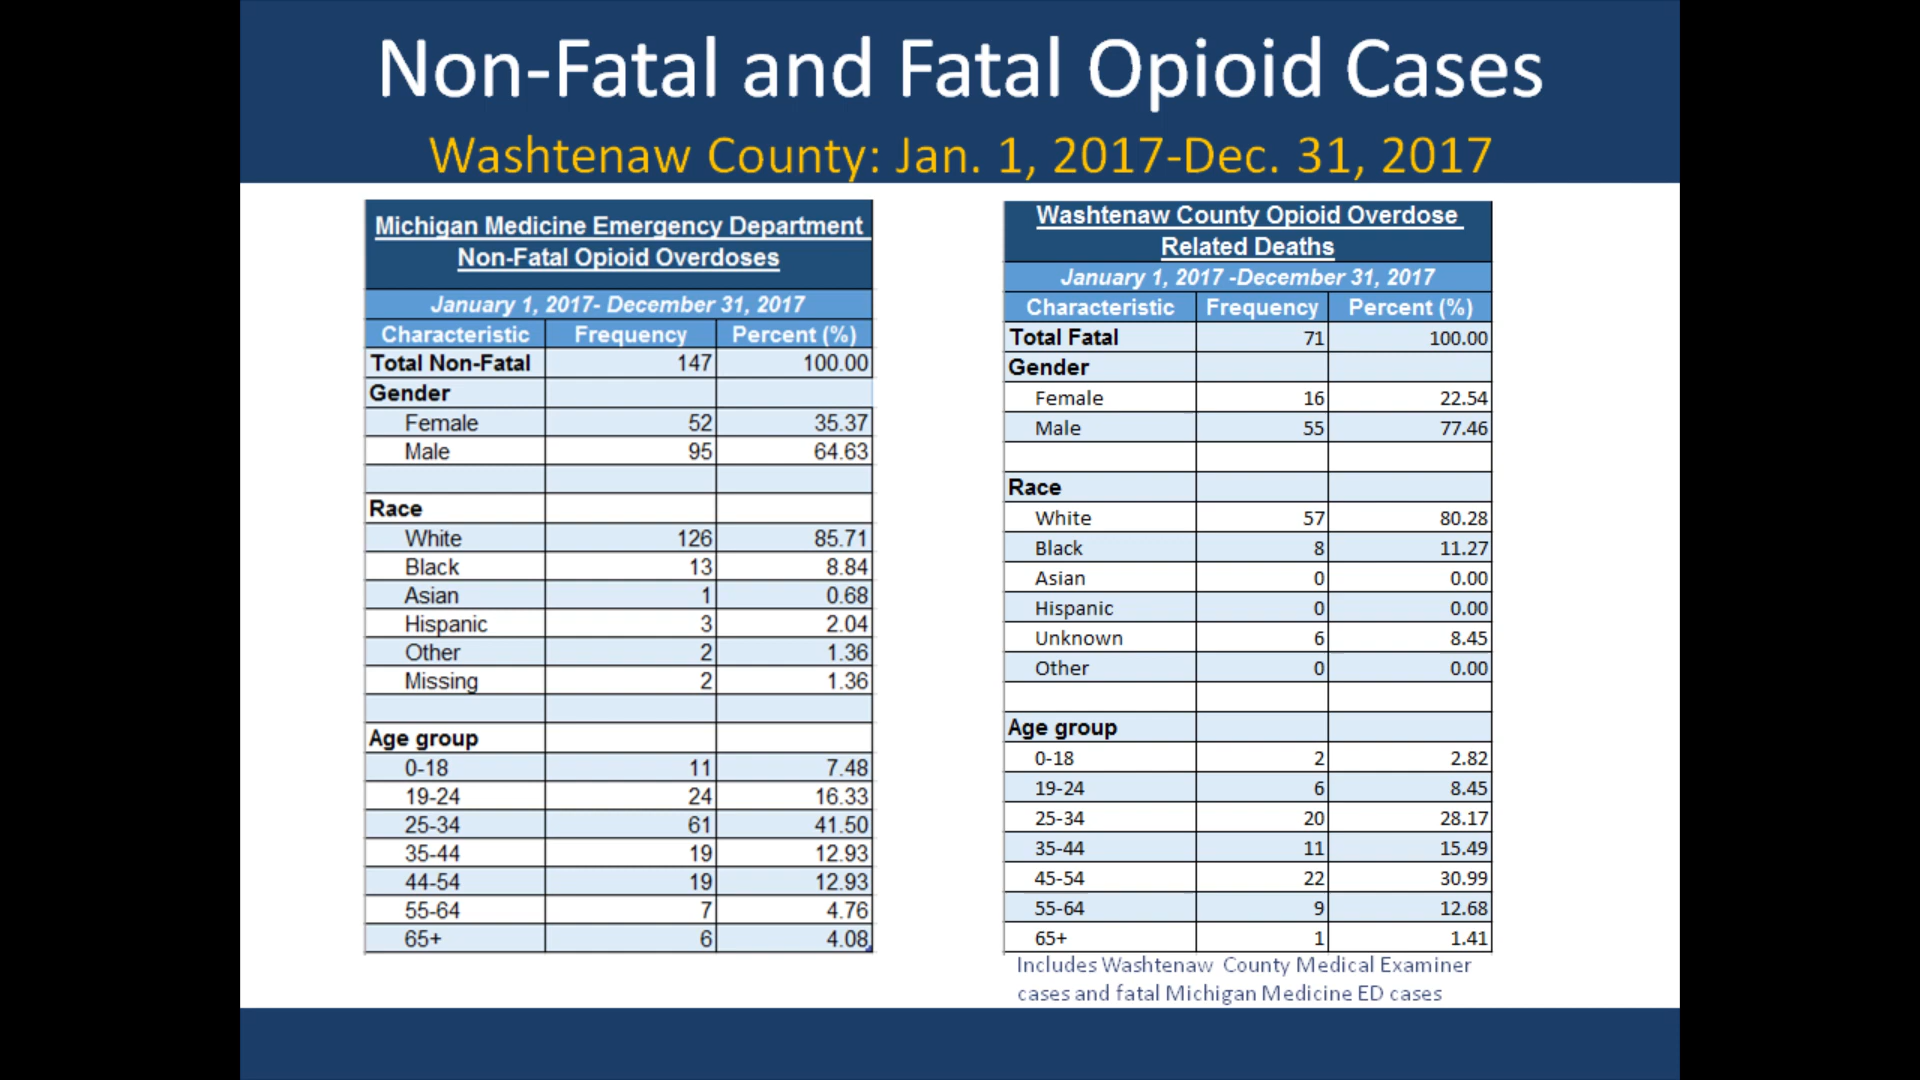 Non-Fatal and Fatal Opioid Cases
Washtenaw County: Jan. 1, 2017-Dec. 31, 2017
Michigan Medicine Emergency Department
Non-Fatal Opioid Overdoses
January 1, 2017- December 31, 2017
Characteristic Frequency Percent (%)
Total Non-Fatal 147 100.00
Gender
Female 52 35.37
Male 95 64.63
Race
White 126 85.71
Black 13 8.84
Asian 1 0.68
Hispanic 3 2.04
Other 2 1.36
Missing 2 1.36
Age group
0-18 11 7.48
19-24 24 16.33
25-34 61 41.50
35-44 19 12.93
44-54 19 12.93
55-64 7 4.76
65+ 6 4.08
Washtenaw County Opioid Overdose
Related Deaths
January 1, 2017 -December 31, 2017
Characteristic Frequency Percent (%)
Total Fatal 71 100.00
Gender
Female 16 22.54
Male 55 77.46
Race
White 57 80.28
Black 8 11.27
Asian 0 0.00
Hispanic 0 0.00
Unknown 6 8.45
Other 0 0.00
Age group
0-18 2 2.82
19-24 6 8.45
25-34 20 28.17
35-44 11 15.49
45-54 22 30.99
55-64 9 12.68
65+ 1 1.41
Includes Washtenaw County Medical Examiner
cases and fatal Michigan Medicine ED cases